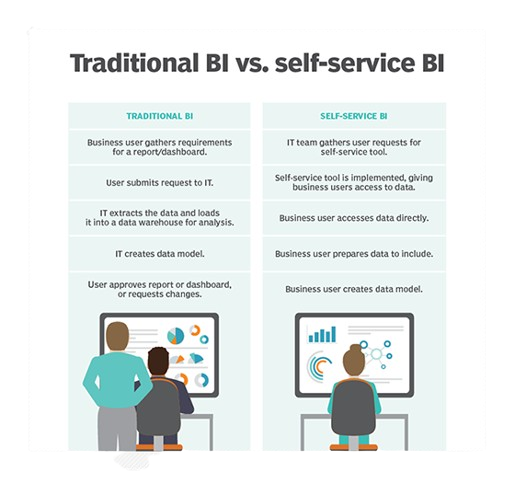 Traditional BI vs. self-service BI
TRADITIONAL BI
Business user gathers requirements
for a report/dashboard.
User submits request to IT.
IT extracts the data and loads
it into a data warehouse for analysis.
IT creates data model.
User approves report or dashboard,
or requests changes.
SELF-SERVICE BI
IT team gathers user requests for
self-service tool.
Self-service tool is implemented, giving
business users access to data.
Business user accesses data directly.
Business user prepares data to include.
Business user creates data model.